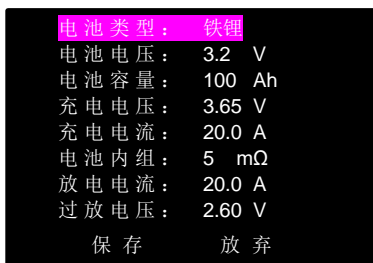 电池类型：铁锂
电池电压：3.2 V
电池容量：100 Ah
充电电压：3.65 V
充电电流：20.0 A
电池内组：5 mΩ
放电电流：20.0 A
过放电压：2.60 V
保存 放弃